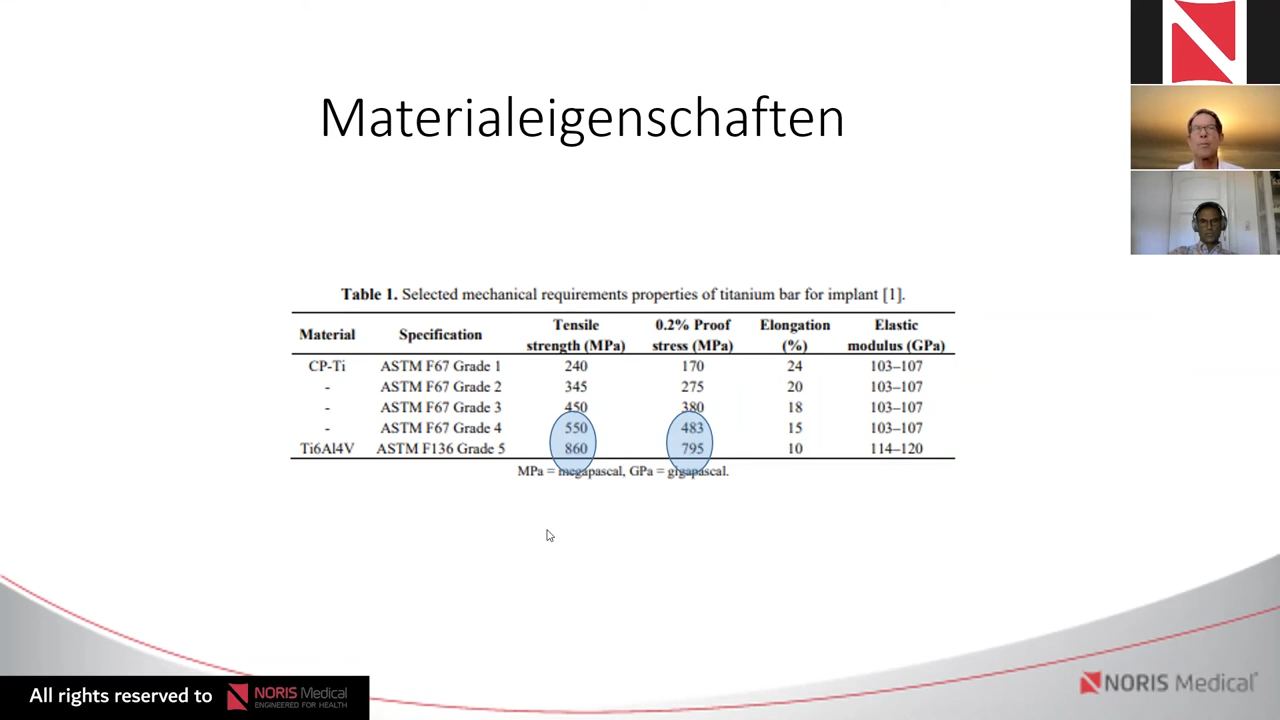 Materialeigenschaften
Table 1. Selected mechanical requirements properties of titanium bar for implant [1].
Material Specification Tensile strength (MPa) 0.2% Proof stress (MPa) Elongation (%) Elastic modulus (GPa)
CP-Ti ASTM F67 Grade 1 240 170 24 103–107
- ASTM F67 Grade 2 345 275 20 103–107
- ASTM F67 Grade 3 450 380 18 103–107
- ASTM F67 Grade 4 550 483 15 103–107
Ti6Al4V ASTM F136 Grade 5 860 795 10 114–120
MPa = megapascal, GPa = gigapascal.
All rights reserved to NORIS Medical
ENGINEERED FOR HEALTH
NORIS Medical